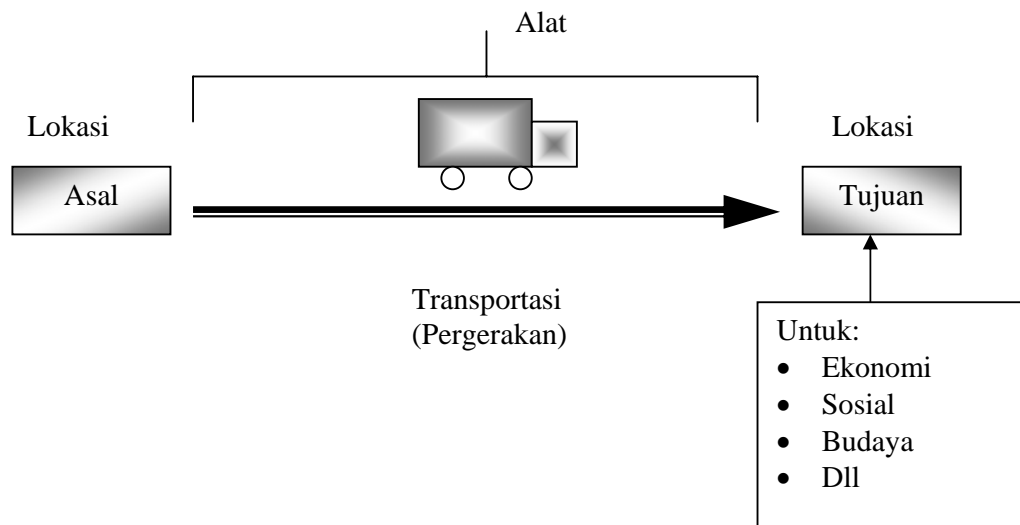 Alat
Lokasi
Lokasi
Asal
Tujuan
Transportasi
(Pergerakan)
Untuk:
• Ekonomi
• Sosial
• Budaya
• Dll